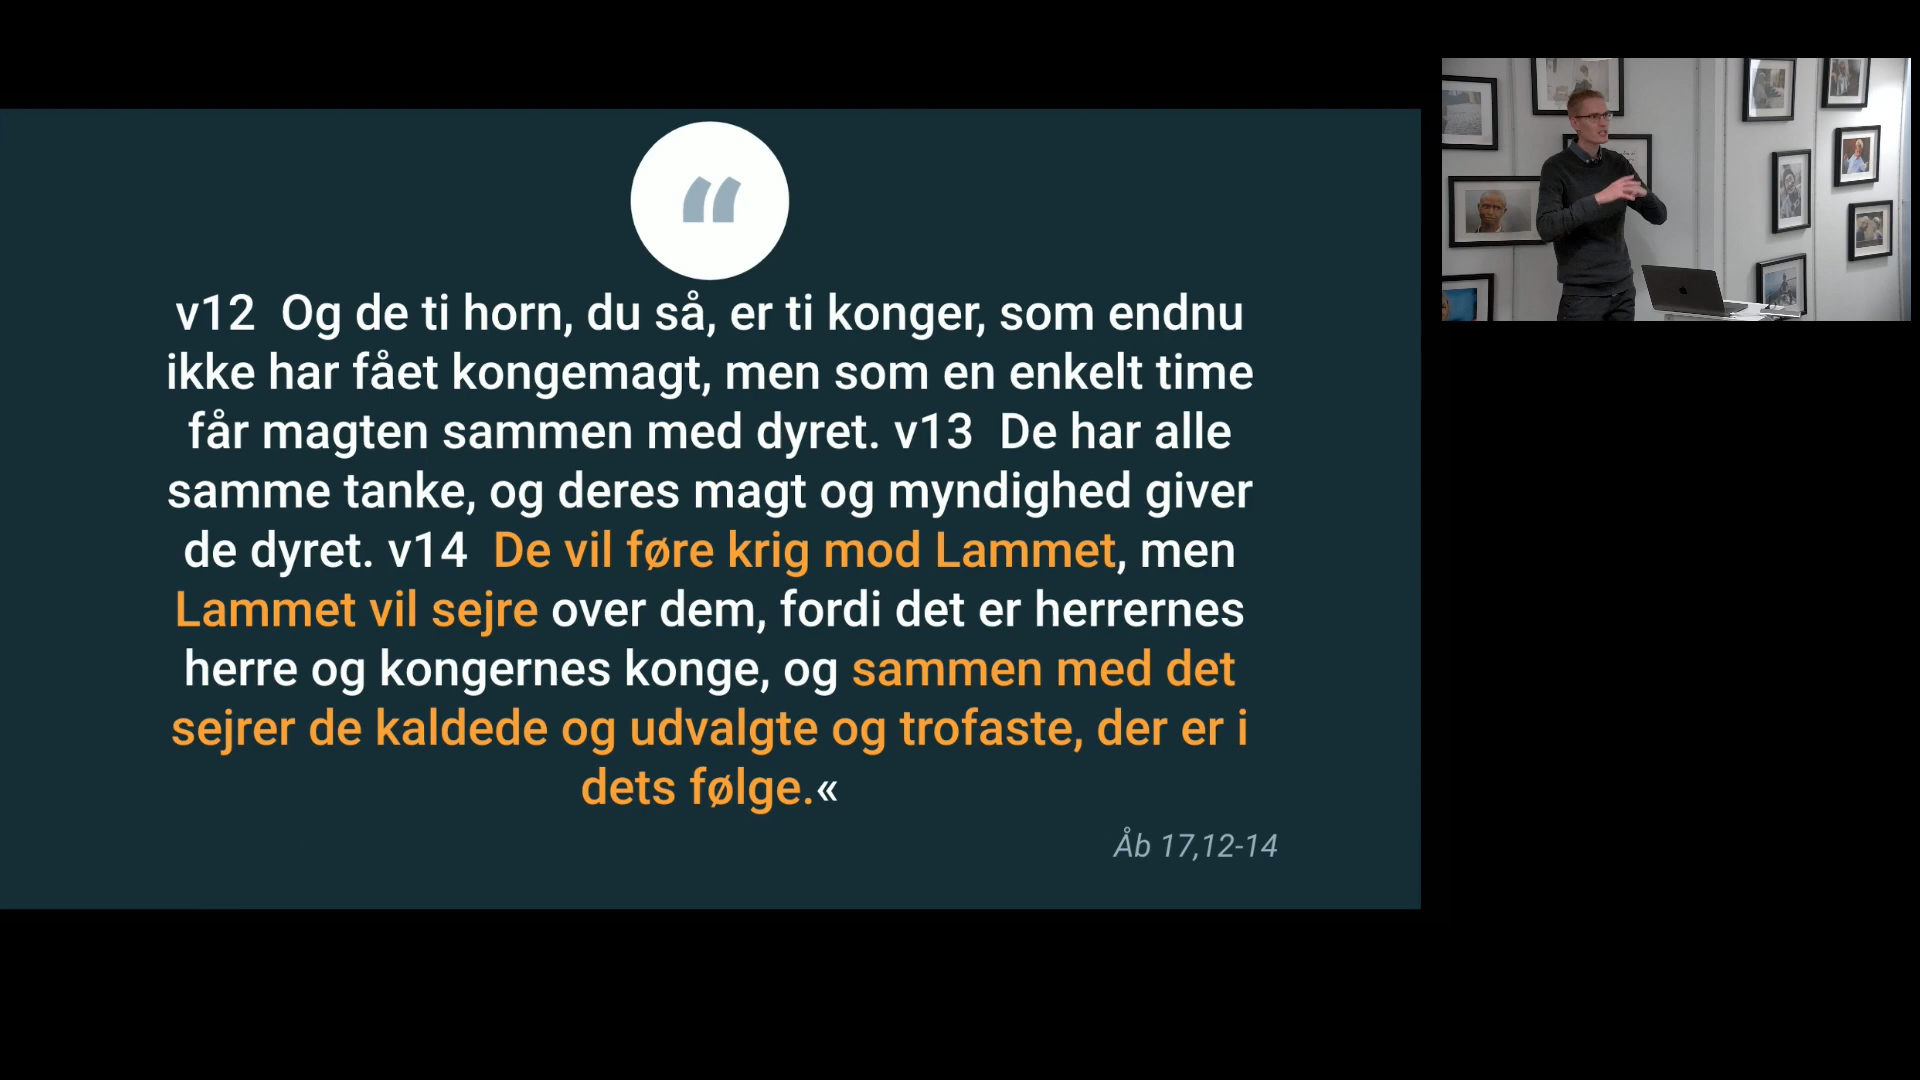 “
v12 Og de ti horn, du så, er ti konger, som endnu
ikke har fået kongemagt, men som en enkelt time
får magten sammen med dyret. v13 De har alle
samme tanke, og deres magt og myndighed giver
de dyret. v14 De vil føre krig mod Lammet, men
Lammet vil sejre over dem, fordi det er herrernes
herre og kongernes konge, og sammen med det
sejrer de kaldede og udvalgte og trofaste, der er i
dets følge.«
Åb 17,12-14